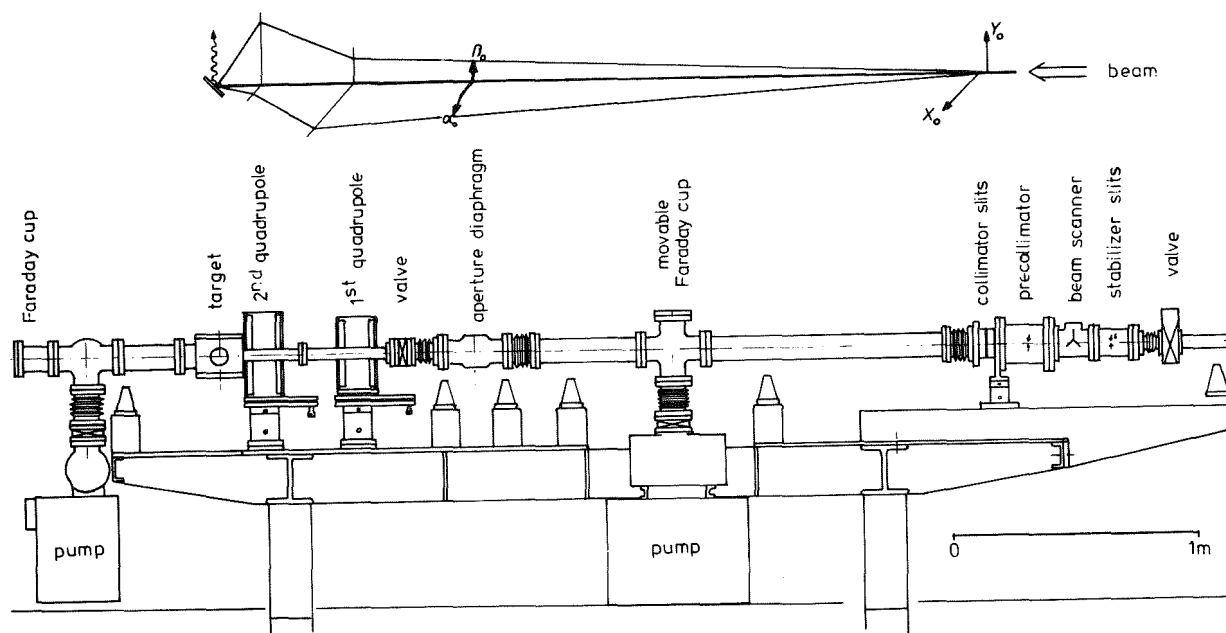 Y₀
n₀
beam
α₀
X₀
Faraday cup
target
2nd quadrupole
1st quadrupole
valve
aperture diaphragm
movable
Faraday cup
collimator slits
precollimator
beam scanner
stabilizer slits
valve
pump
pump
0
1m